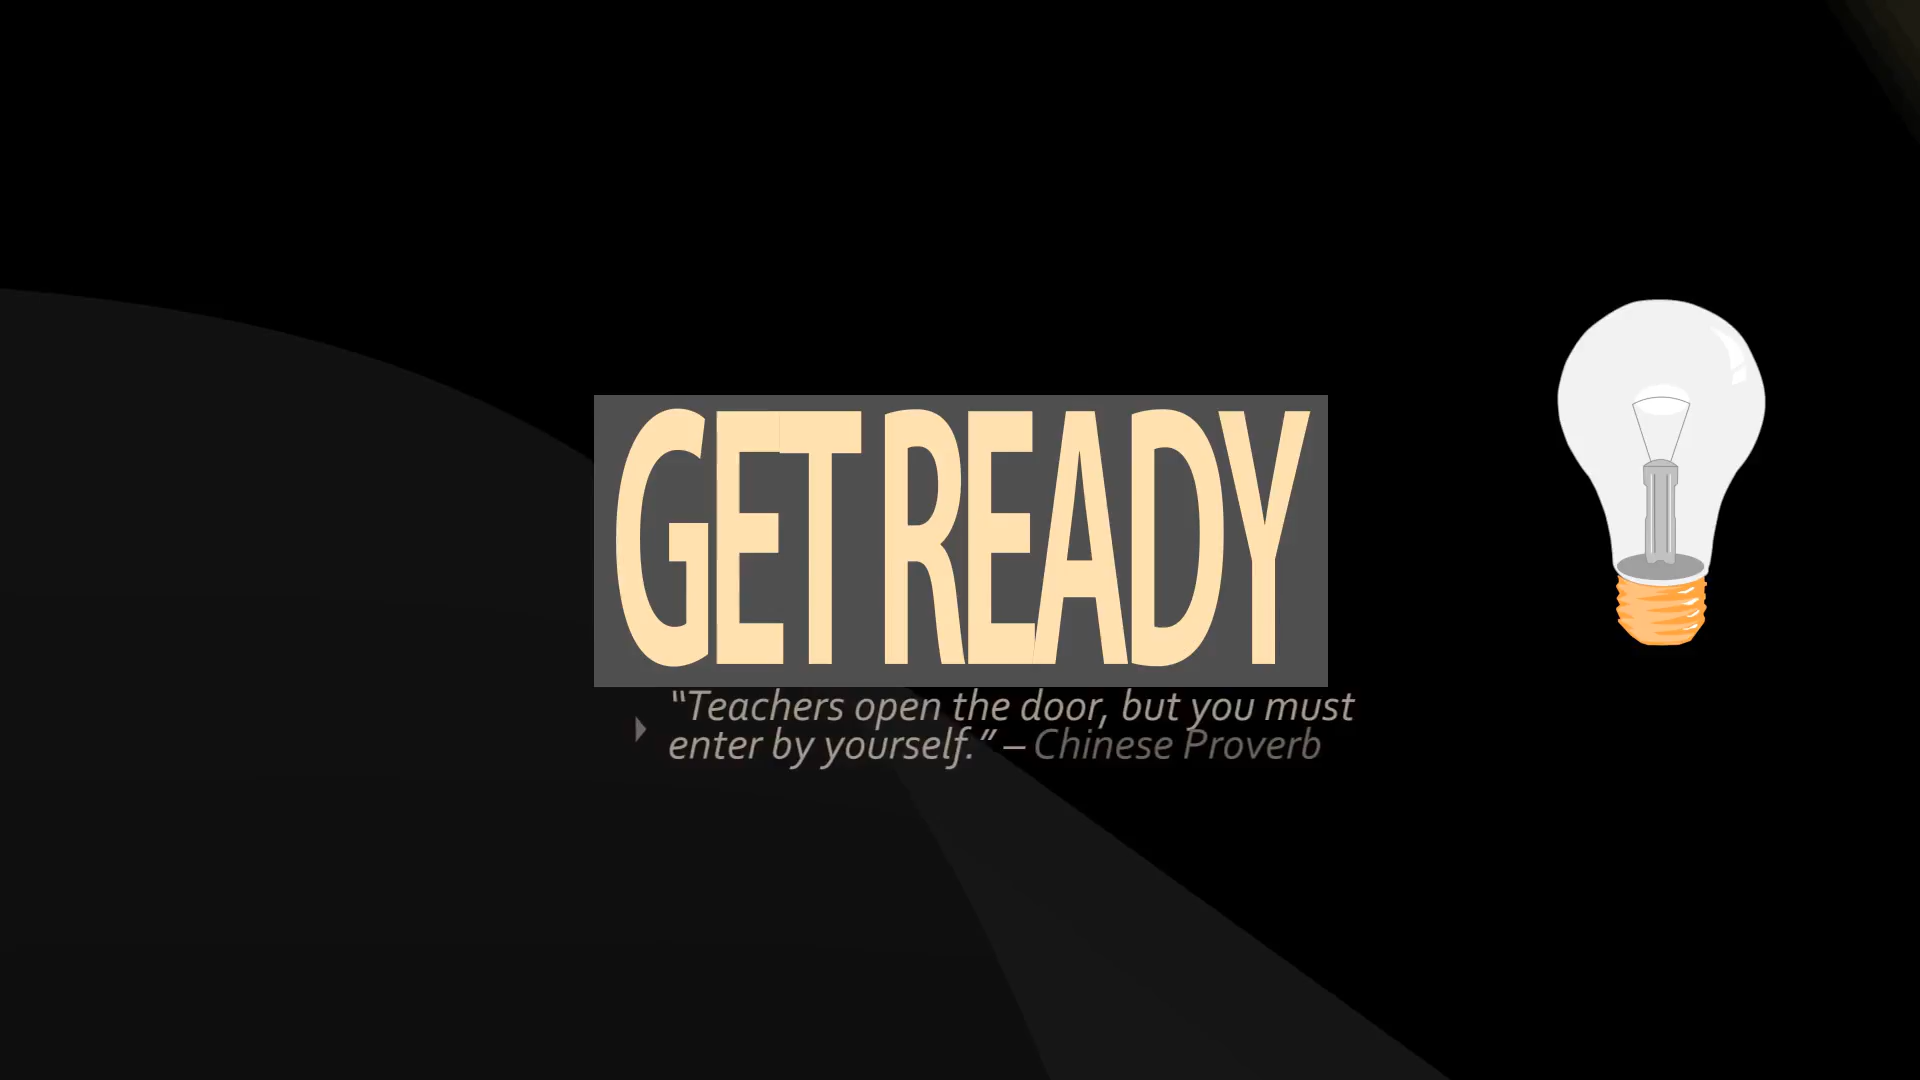 GET READY
“Teachers open the door, but you must
enter by yourself.” – Chinese Proverb